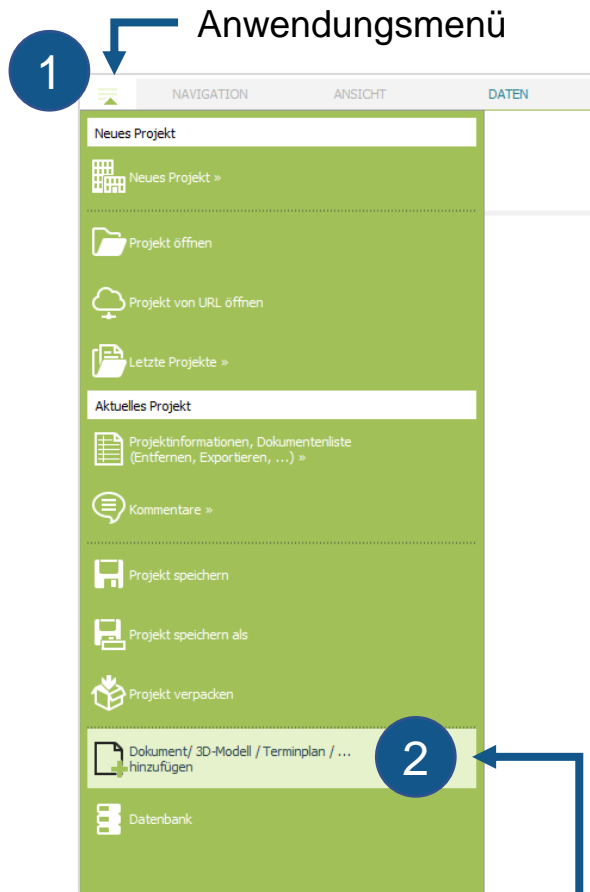 Anwendungsmenü
1
NAVIGATION ANSICHT DATEN
Neues Projekt
Neues Projekt »
Projekt öffnen
Projekt von URL öffnen
Letzte Projekte »
Aktuelles Projekt
Projektinformationen, Dokumentenliste
(Entfernen, Exportieren, ...) »
Kommentare »
Projekt speichern
Projekt speichern als
Projekt verpacken
Dokument/ 3D-Modell / Terminplan / ...
hinzufügen
2
Datenbank